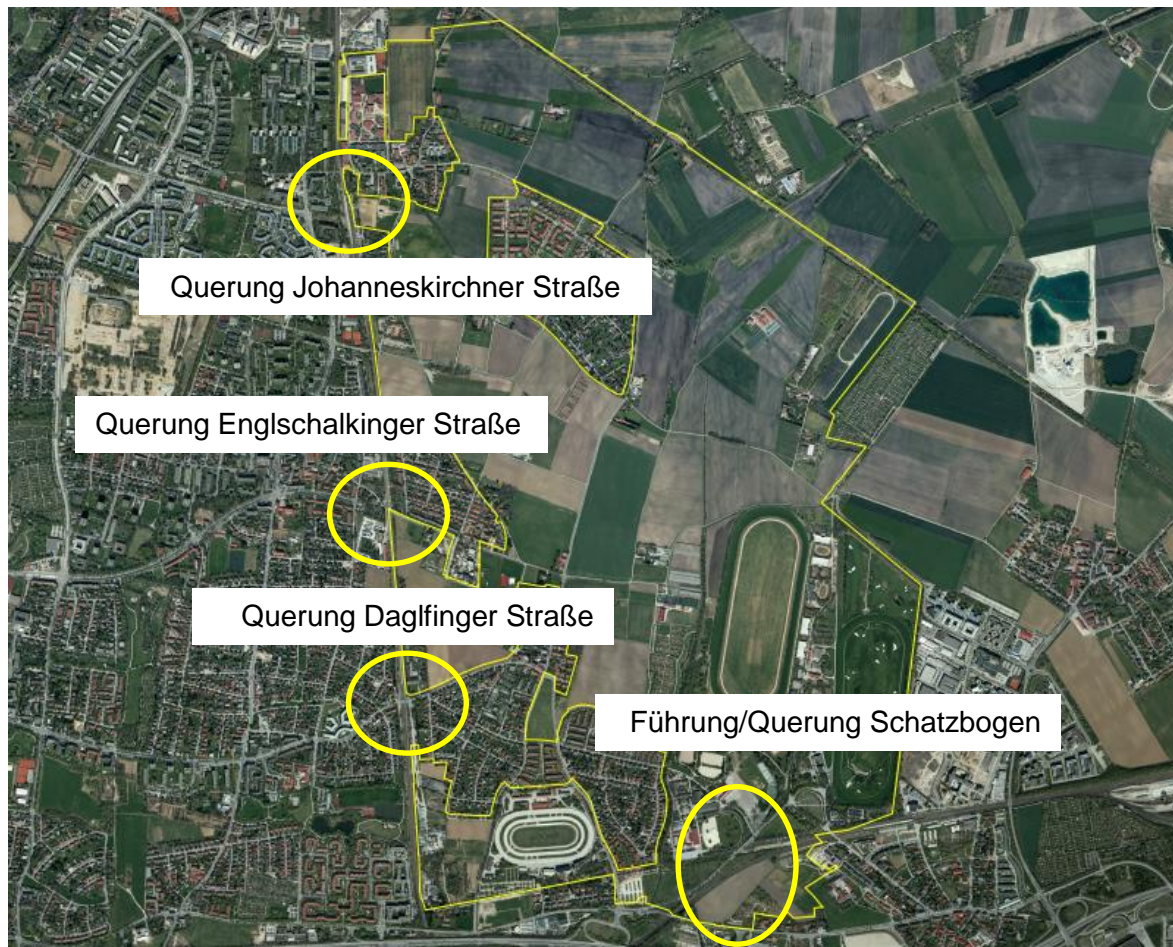 Querung Johanneskirchner Straße
Querung Englschalkinger Straße
Querung Daglfinger Straße
Führung/Querung Schatzbogen